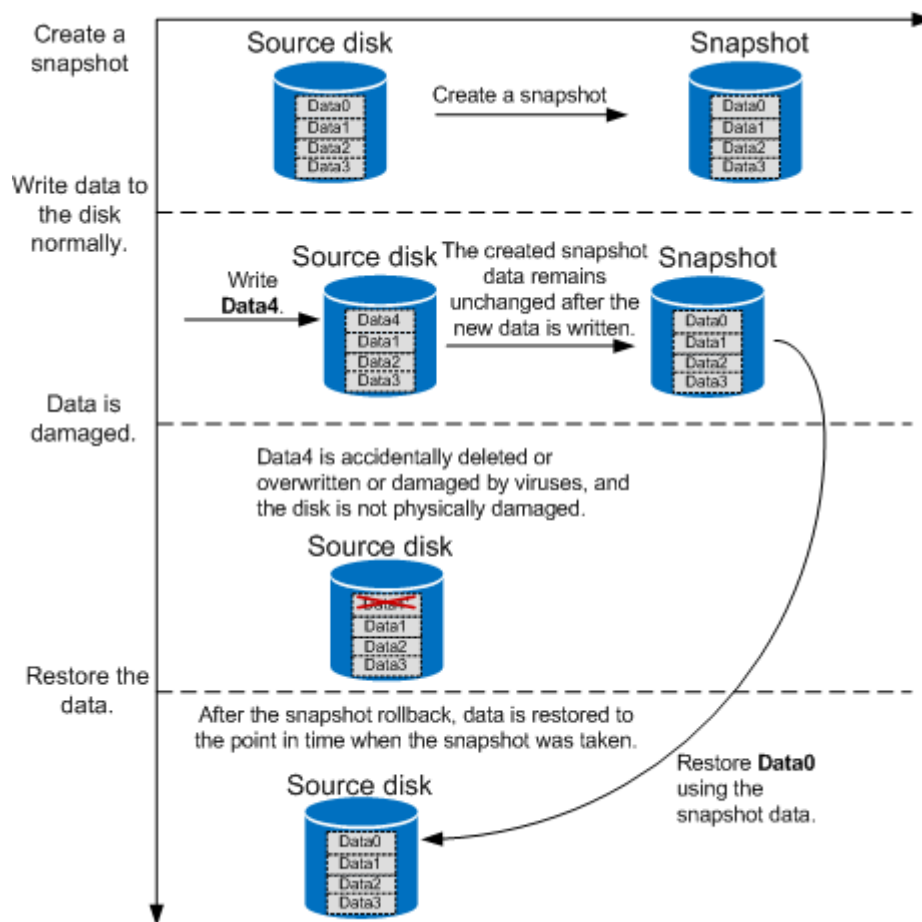 Create a
snapshot
Source disk
Data0
Data1
Data2
Data3
Create a snapshot
Snapshot
Data0
Data1
Data2
Data3
Write data to
the disk
normally.
Write
Data4.
Source disk
Data4
Data1
Data2
Data3
The created snapshot
data remains
unchanged after the
new data is written.
Snapshot
Data0
Data1
Data2
Data3
Data is
damaged.
Data4 is accidentally deleted or
overwritten or damaged by viruses, and
the disk is not physically damaged.
Source disk
Data1
Data2
Data3
Restore the
data.
After the snapshot rollback, data is restored to
the point in time when the snapshot was taken.
Source disk
Data0
Data1
Data2
Data3
Restore Data0
using the
snapshot data.